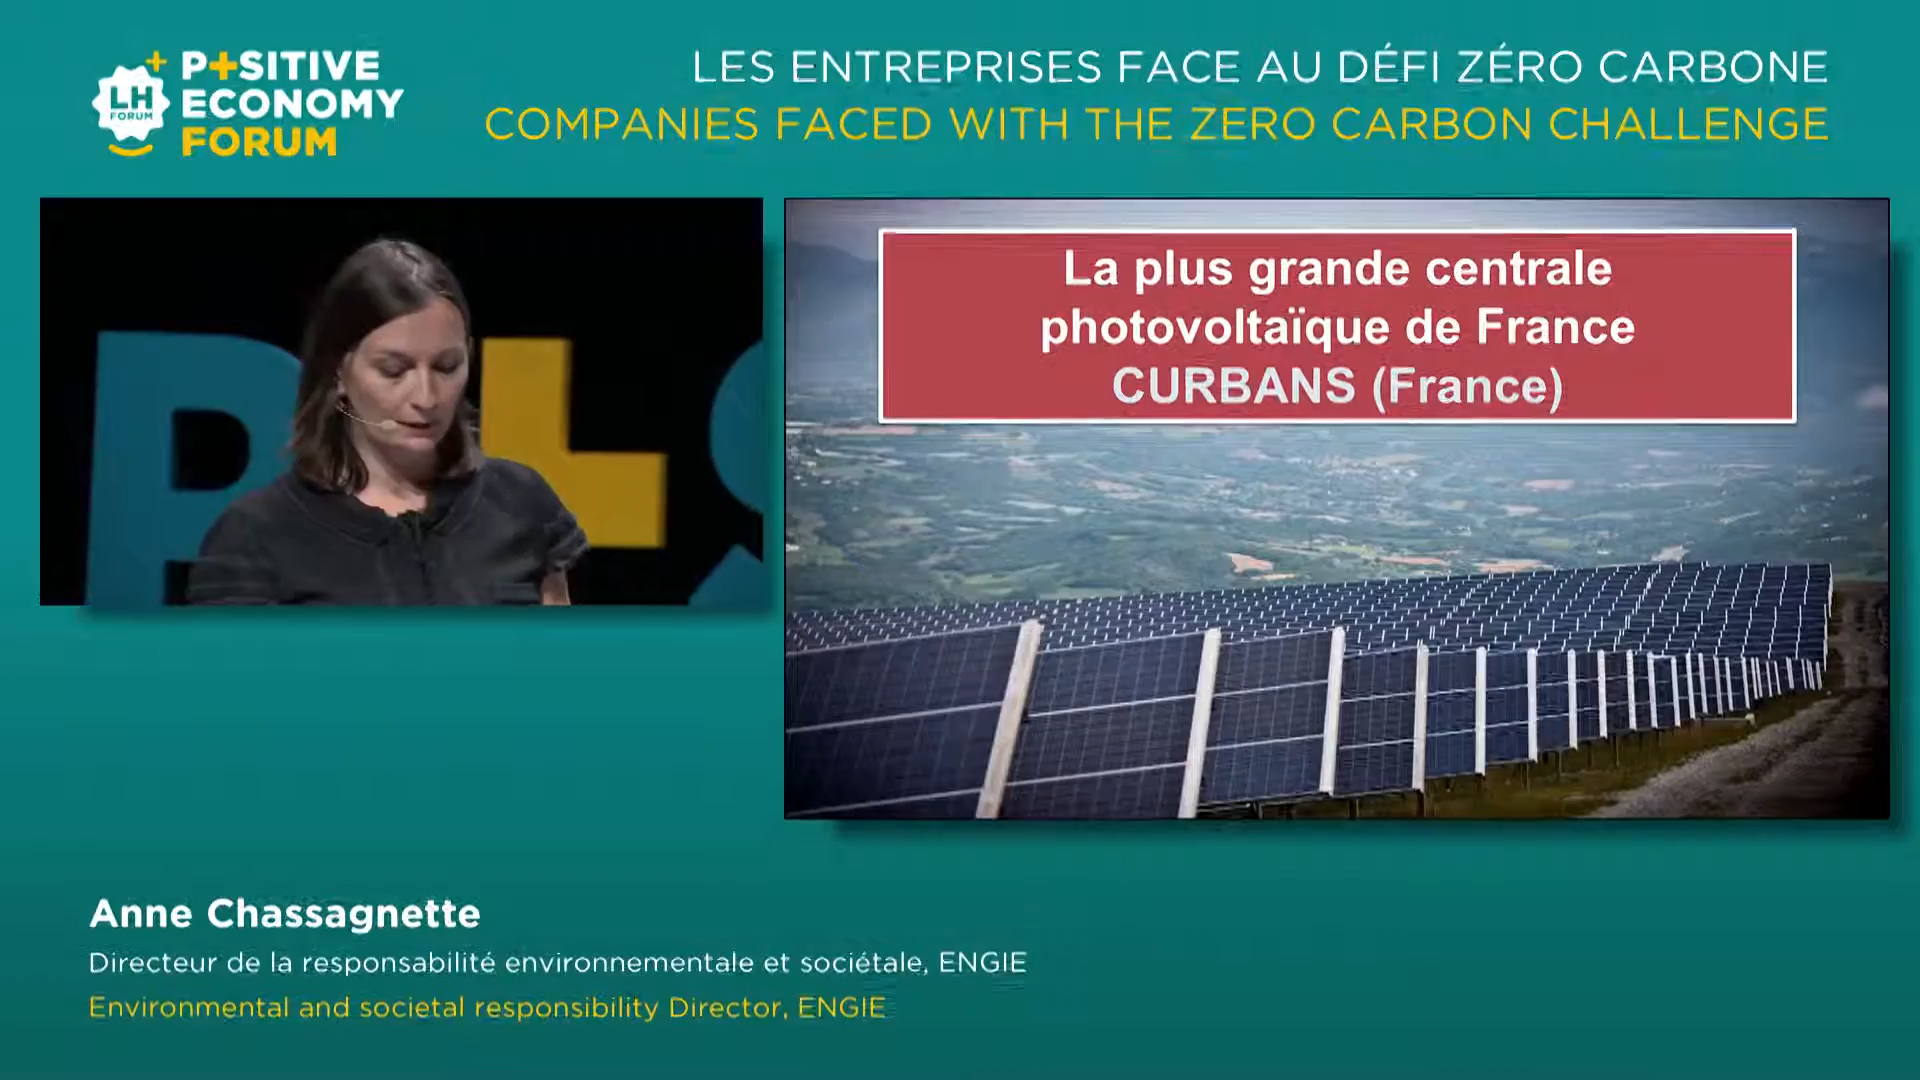 LH
FORUM
P+SITIVE
ECONOMY
FORUM
LES ENTREPRISES FACE AU DÉFI ZÉRO CARBONE
COMPANIES FACED WITH THE ZERO CARBON CHALLENGE
La plus grande centrale
photovoltaïque de France
CURBANS (France)
Anne Chassagnette
Directeur de la responsabilité environnementale et sociétale, ENGIE
Environmental and societal responsibility Director, ENGIE